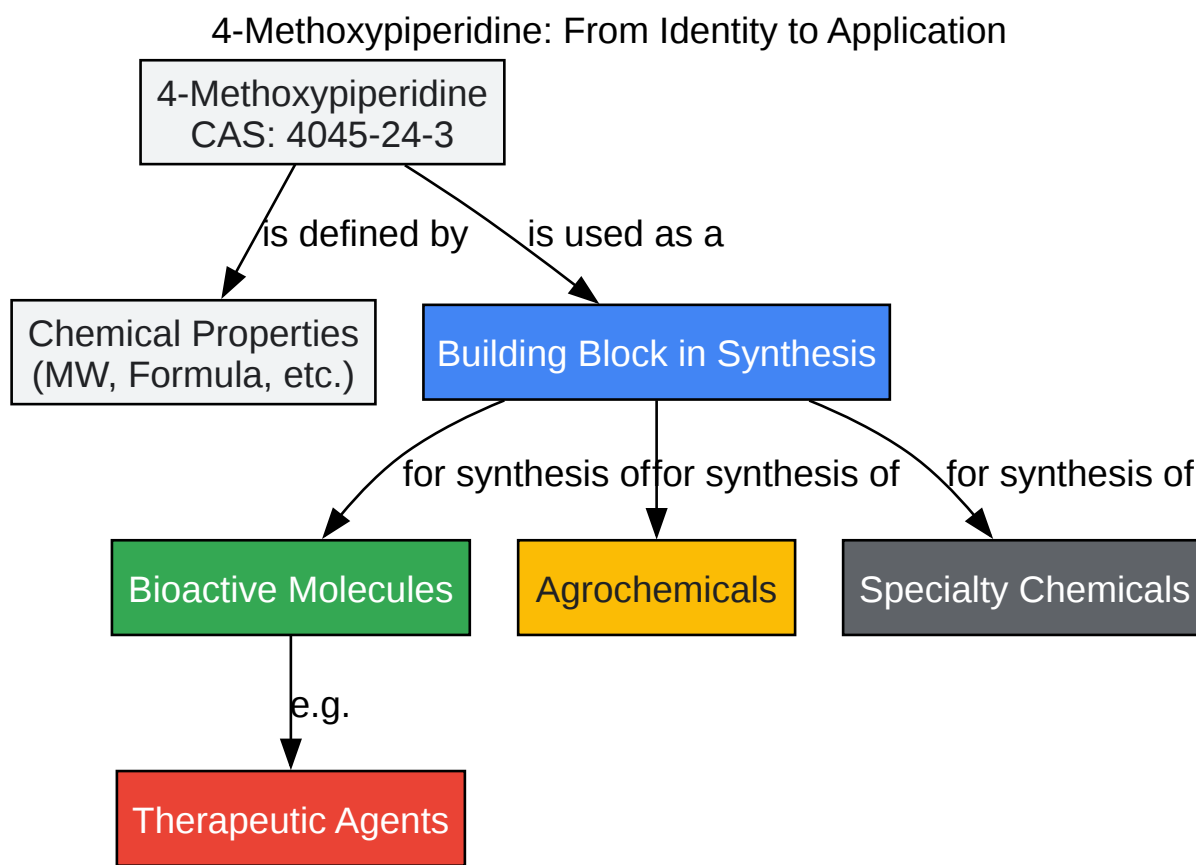 4-Methoxypiperidine: From Identity to Application
4-Methoxypiperidine
CAS: 4045-24-3
is defined by
is used as a
Chemical Properties
(MW, Formula, etc.)
Building Block in Synthesis
for synthesis of
for synthesis of
for synthesis of
Bioactive Molecules
Agrochemicals
Specialty Chemicals
e.g.
Therapeutic Agents